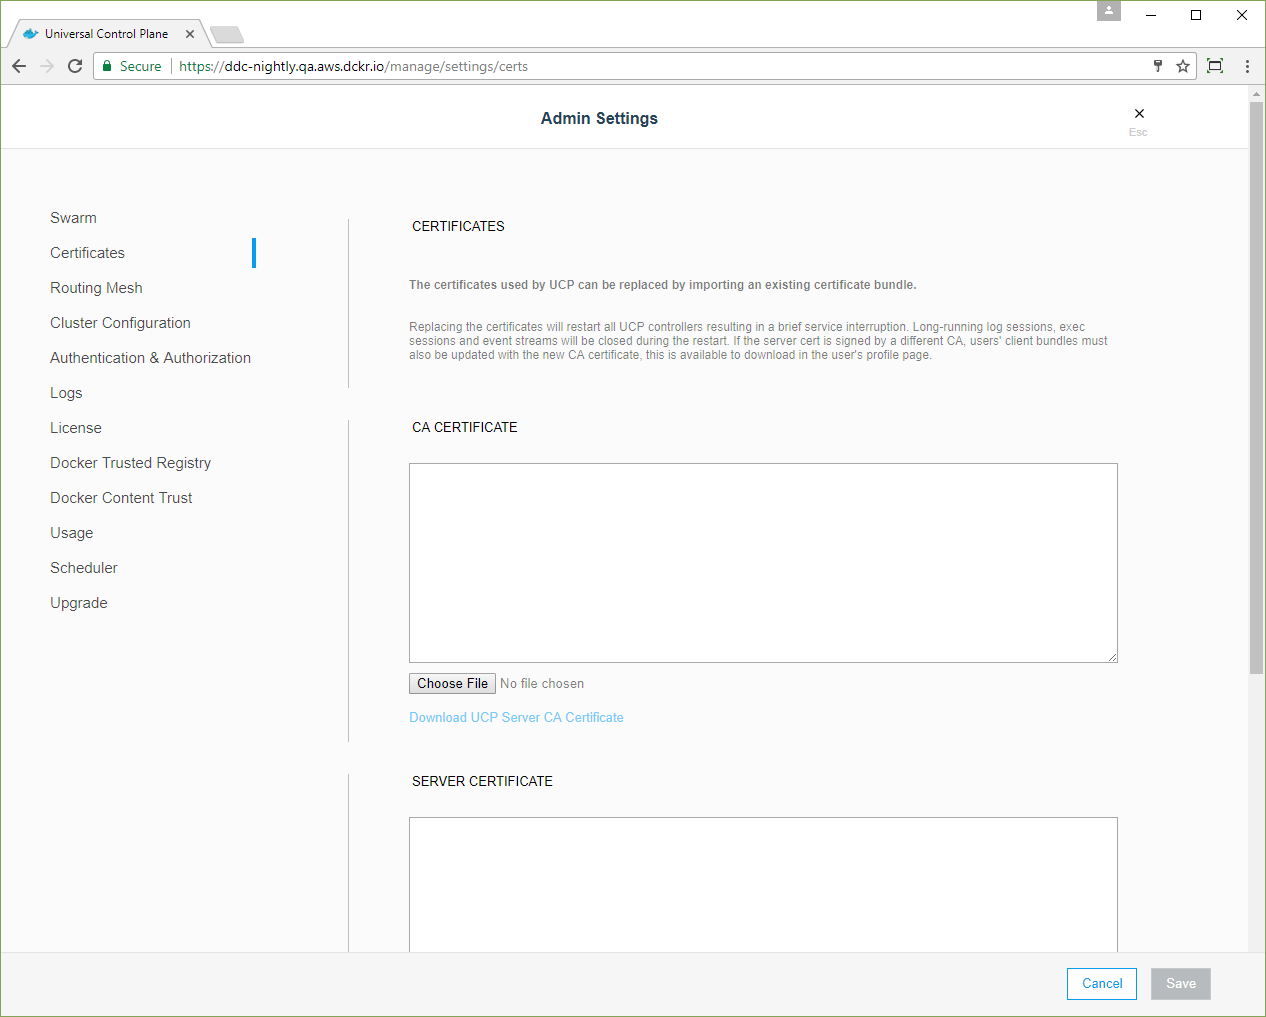 Universal Control Plane
Secure
https://ddc-nightly.qa.aws.dckr.io/manage/settings/certs
Admin Settings
Esc
Swarm
Certificates
Routing Mesh
Cluster Configuration
Authentication & Authorization
Logs
License
Docker Trusted Registry
Docker Content Trust
Usage
Scheduler
Upgrade
CERTIFICATES
The certificates used by UCP can be replaced by importing an existing certificate bundle.
Replacing the certificates will restart all UCP controllers resulting in a brief service interruption. Long-running log sessions, exec
sessions and event streams will be closed during the restart. If the server cert is signed by a different CA, users' client bundles must
also be updated with the new CA certificate, this is available to download in the user's profile page.
CA CERTIFICATE
Choose File No file chosen
Download UCP Server CA Certificate
SERVER CERTIFICATE
Cancel
Save